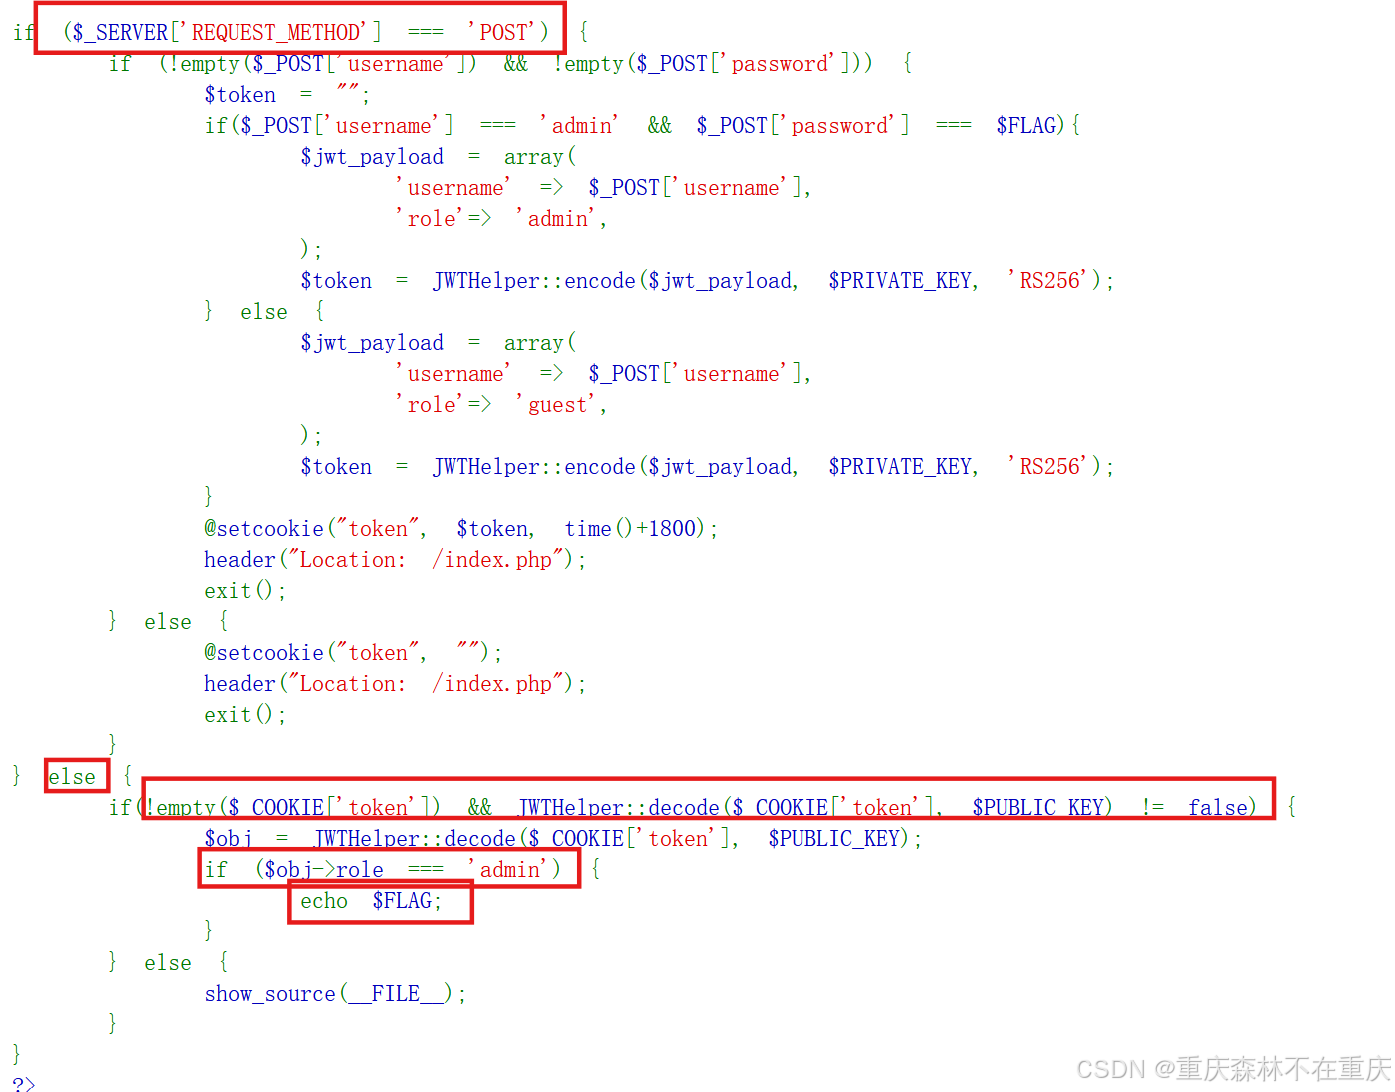 if ($_SERVER['REQUEST_METHOD'] === 'POST') {
if (!empty($_POST['username']) && !empty($_POST['password'])) {
$token = "";
if($_POST['username'] === 'admin' && $_POST['password'] === $FLAG){
$jwt_payload = array(
'username' => $_POST['username'],
'role'=> 'admin',
);
$token = JWTHelper::encode($jwt_payload, $PRIVATE_KEY, 'RS256');
} else {
$jwt_payload = array(
'username' => $_POST['username'],
'role'=> 'guest',
);
$token = JWTHelper::encode($jwt_payload, $PRIVATE_KEY, 'RS256');
}
@setcookie("token", $token, time()+1800);
header("Location: /index.php");
exit();
} else {
@setcookie("token", "");
header("Location: /index.php");
exit();
}
} else {
if(!empty($_COOKIE['token']) && JWTHelper::decode($_COOKIE['token'], $PUBLIC_KEY) != false) {
$obj = JWTHelper::decode($_COOKIE['token'], $PUBLIC_KEY);
if ($obj->role === 'admin') {
echo $FLAG;
}
} else {
show_source(__FILE__);
}
}
?>
CSDN @重庆森林不在重庆